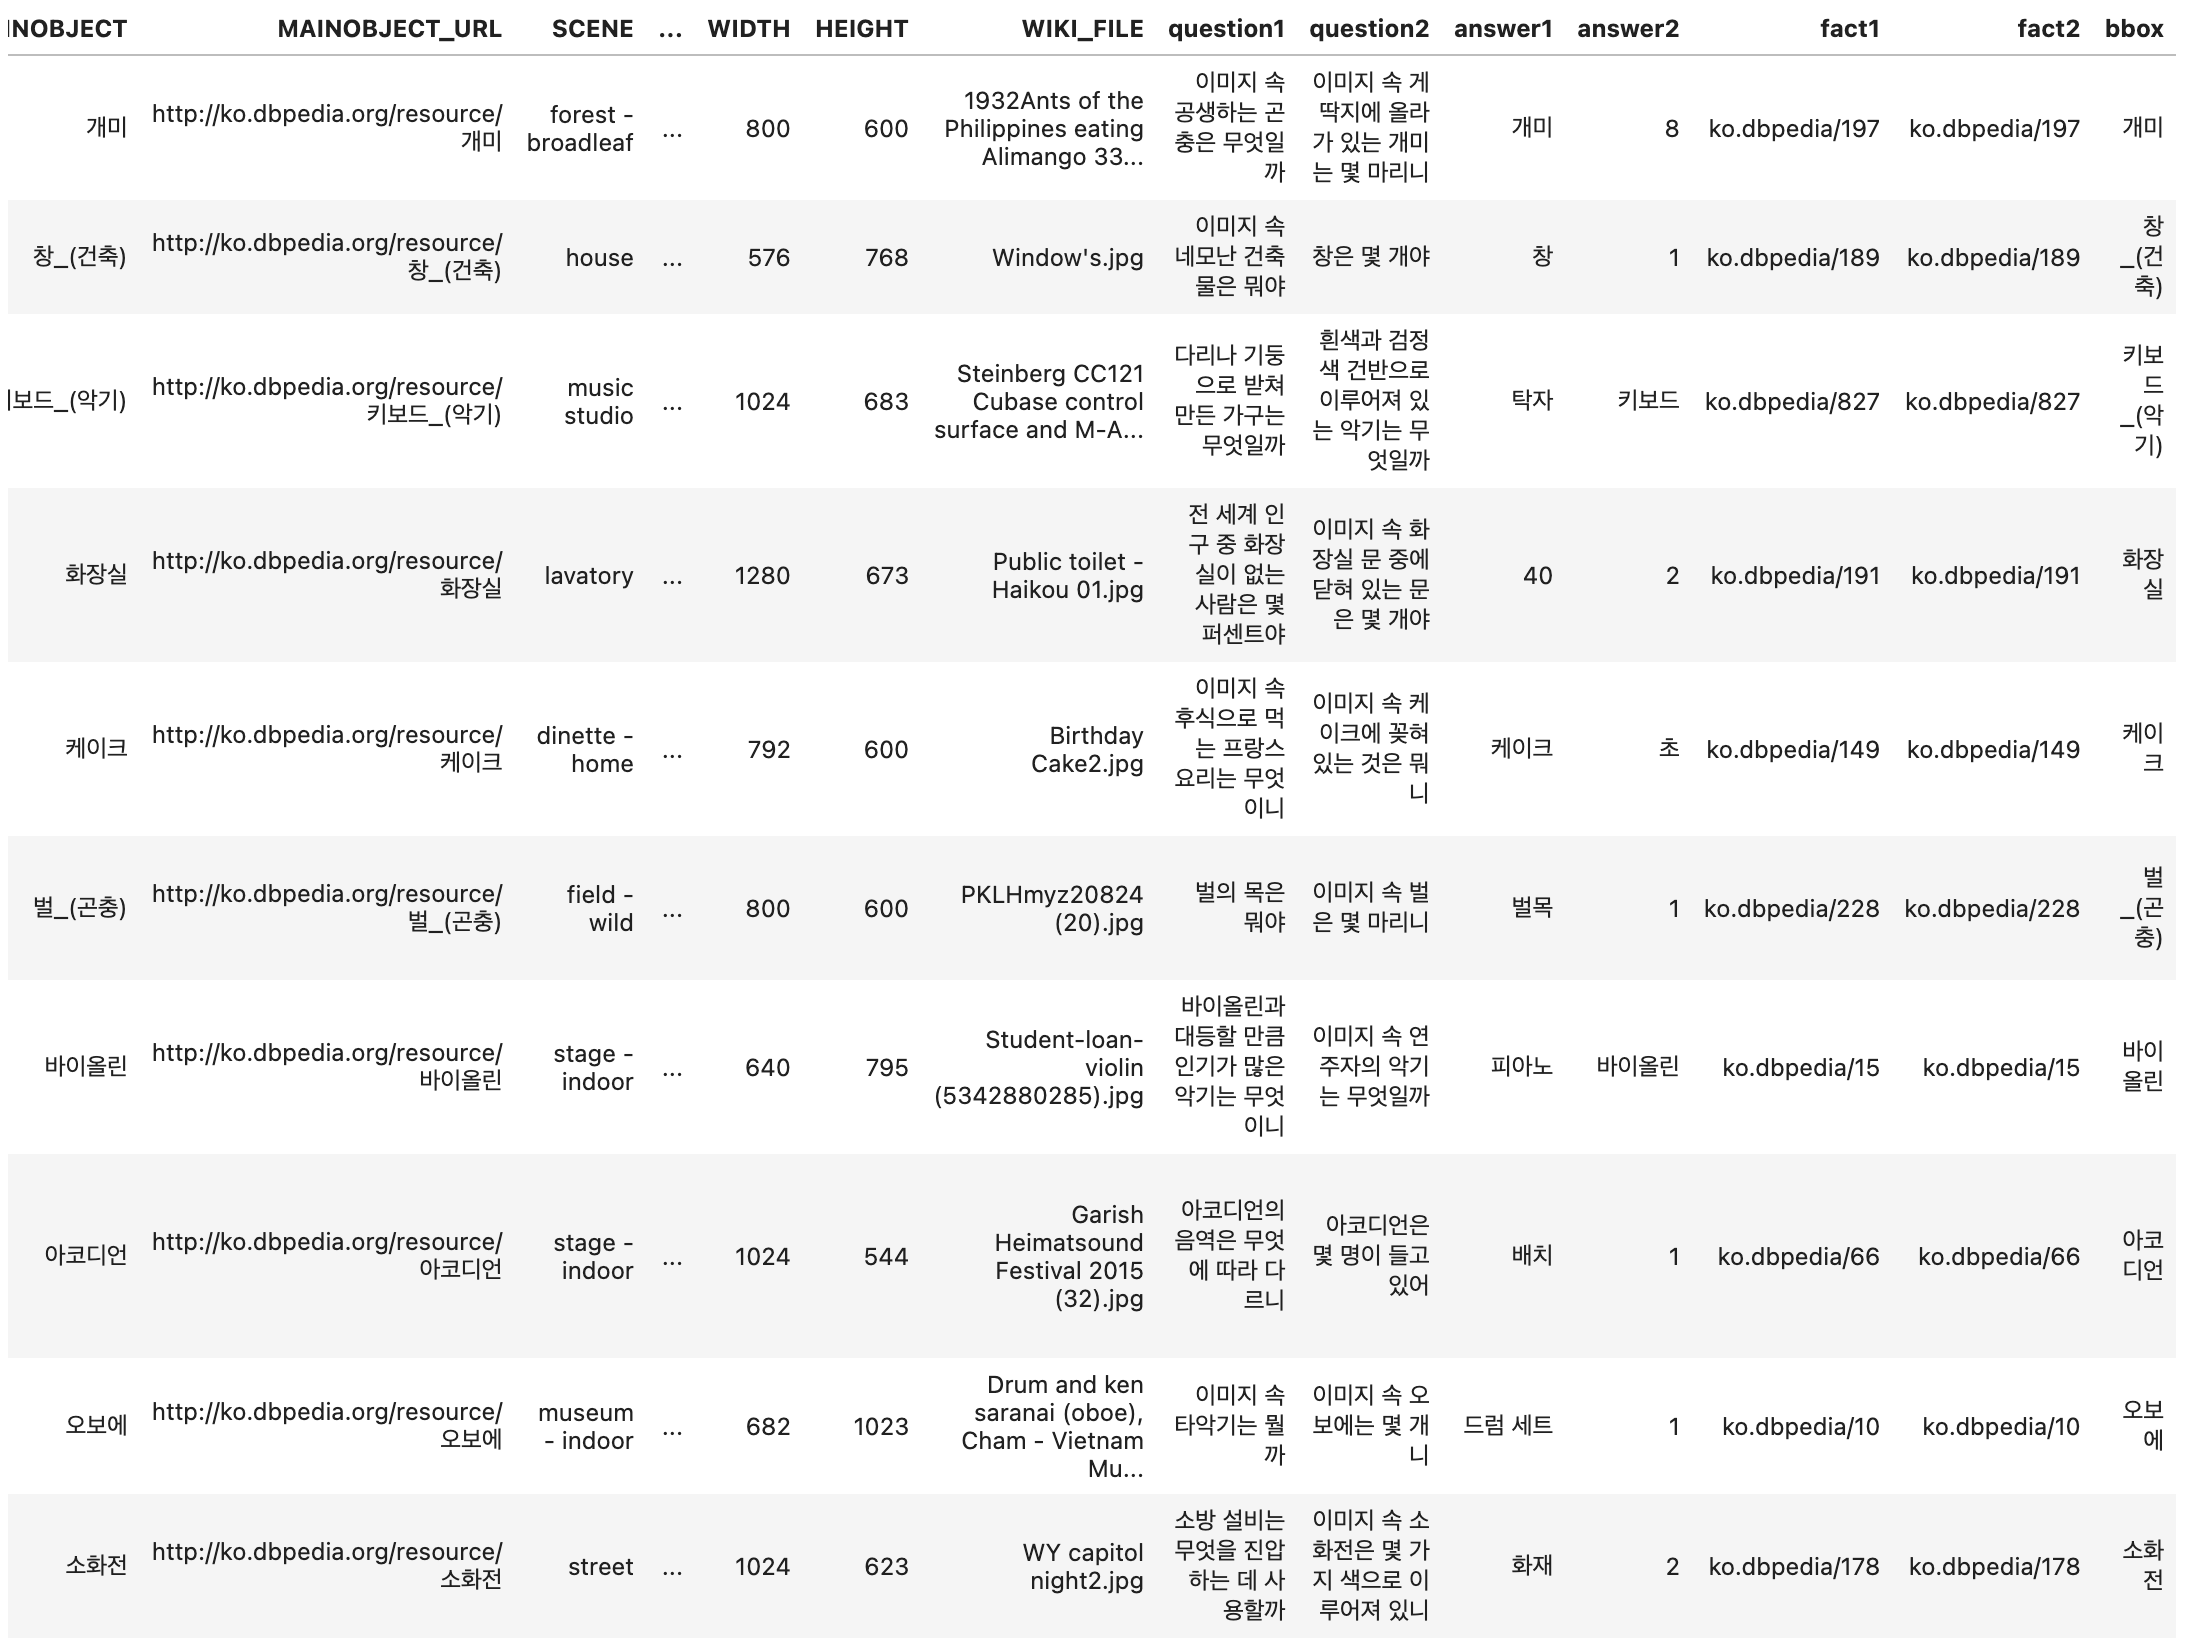 INOBJECT MAINOBJECT_URL SCENE ... WIDTH HEIGHT WIKI_FILE question1 question2 answer1 answer2 fact1 fact2 bbox
개미
http://ko.dbpedia.org/resource/
개미
forest -
broadleaf
...
800
600
1932Ants of the
Philippines eating
Alimango 33...
이미지 속
공생하는 곤
충은 무엇일
까
이미지 속 게
딱지에 올라
가 있는 개미
는 몇 마리니
개미
8
ko.dbpedia/197
ko.dbpedia/197
개미
창_(건축)
http://ko.dbpedia.org/resource/
창_(건축)
house
...
576
768
Window's.jpg
이미지 속
네모난 건축
물은 뭐야
창은 몇 개야
창
1
ko.dbpedia/189
ko.dbpedia/189
창
_(건
축)
보드_(악기)
http://ko.dbpedia.org/resource/
키보드_(악기)
music
studio
...
1024
683
Steinberg CC121
Cubase control
surface and M-A...
다리나 기둥
으로 받쳐
만든 가구는
무엇일까
흰색과 검정
색 건반으로
이루어져 있
는 악기는 무
엇일까
탁자
키보드
ko.dbpedia/827
ko.dbpedia/827
키보
드
_(악
기)
화장실
http://ko.dbpedia.org/resource/
화장실
lavatory
...
1280
673
Public toilet -
Haikou 01.jpg
전 세계 인
구 중 화장
실이 없는
사람은 몇
퍼센트야
이미지 속 화
장실 문 중에
닫혀 있는 문
은 몇 개야
40
2
ko.dbpedia/191
ko.dbpedia/191
화장
실
케이크
http://ko.dbpedia.org/resource/
케이크
dinette -
home
...
792
600
Birthday
Cake2.jpg
이미지 속
후식으로 먹
는 프랑스
요리는 무엇
이니
이미지 속 케
이크에 꽂혀
있는 것은 뭐
니
케이크
초
ko.dbpedia/149
ko.dbpedia/149
케이
크
벌_(곤충)
http://ko.dbpedia.org/resource/
벌_(곤충)
field -
wild
...
800
600
PKLHmyz20824
(20).jpg
벌의 목은
뭐야
이미지 속 벌
은 몇 마리니
벌목
1
ko.dbpedia/228
ko.dbpedia/228
벌
_(곤
충)
바이올린
http://ko.dbpedia.org/resource/
바이올린
stage -
indoor
...
640
795
Student-loan-
violin
(5342880285).jpg
바이올린과
대등할 만큼
인기가 많은
악기는 무엇
이니
이미지 속 연
주자의 악기
는 무엇일까
피아노
바이올린
ko.dbpedia/15
ko.dbpedia/15
바이
올린
아코디언
http://ko.dbpedia.org/resource/
아코디언
stage -
indoor
...
1024
544
Garish
Heimatsound
Festival 2015
(32).jpg
아코디언의
음역은 무엇
에 따라 다
르니
아코디언은
몇 명이 들고
있어
배치
1
ko.dbpedia/66
ko.dbpedia/66
아코
디언
오보에
http://ko.dbpedia.org/resource/
오보에
museum
- indoor
...
682
1023
Drum and ken
saranai (oboe),
Cham - Vietnam
Mu...
이미지 속
타악기는 뭘
까
이미지 속 오
보에는 몇 개
니
드럼 세트
1
ko.dbpedia/10
ko.dbpedia/10
오보
에
소화전
http://ko.dbpedia.org/resource/
소화전
street
...
1024
623
WY capitol
night2.jpg
소방 설비는
무엇을 진압
하는 데 사
용할까
이미지 속 소
화전은 몇 가
지 색으로 이
루어져 있니
화재
2
ko.dbpedia/178
ko.dbpedia/178
소화
전